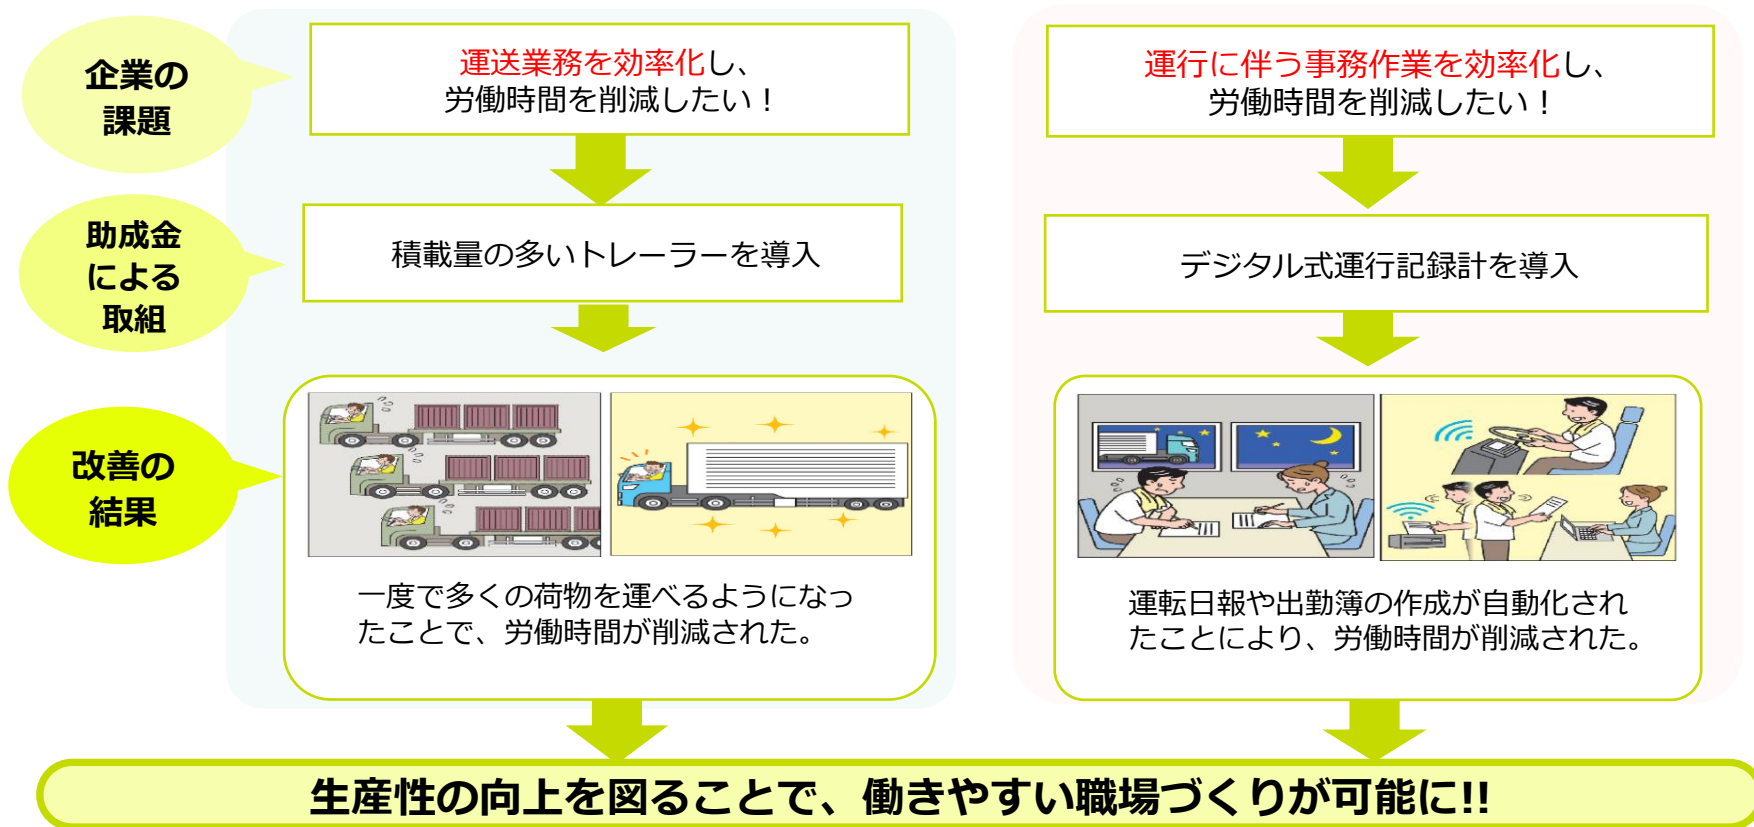 企業の
課題
運送業務を効率化し、
労働時間を削減したい！
運行に伴う事務作業を効率化し、
労働時間を削減したい！
助成金
による
取組
積載量の多いトレーラーを導入
デジタル式運行記録計を導入
改善の
結果
一度で多くの荷物を運べるようになっ
たことで、労働時間が削減された。
運転日報や出勤簿の作成が自動化され
たことにより、労働時間が削減された。
生産性の向上を図ることで、働きやすい職場づくりが可能に!!